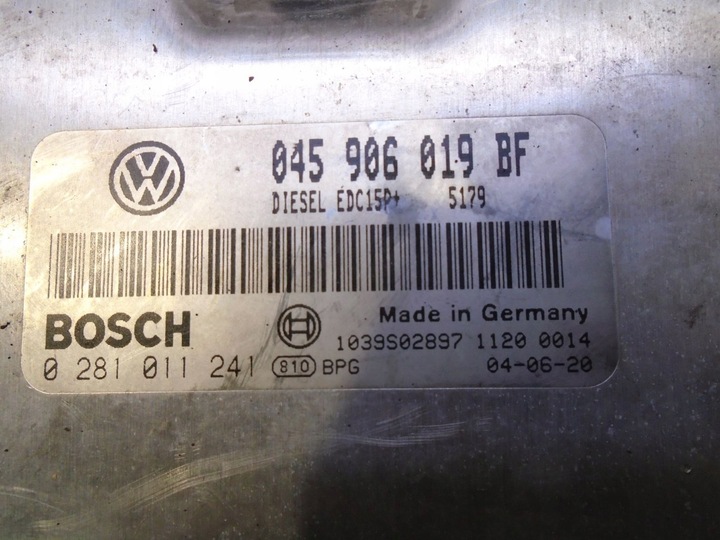 045 906 019 BF
DIESEL EDC15P+ 5179
BOSCH
Made in Germany
1039S02897 1120 0014
0 281 011 241 810 BPG 04-06-20